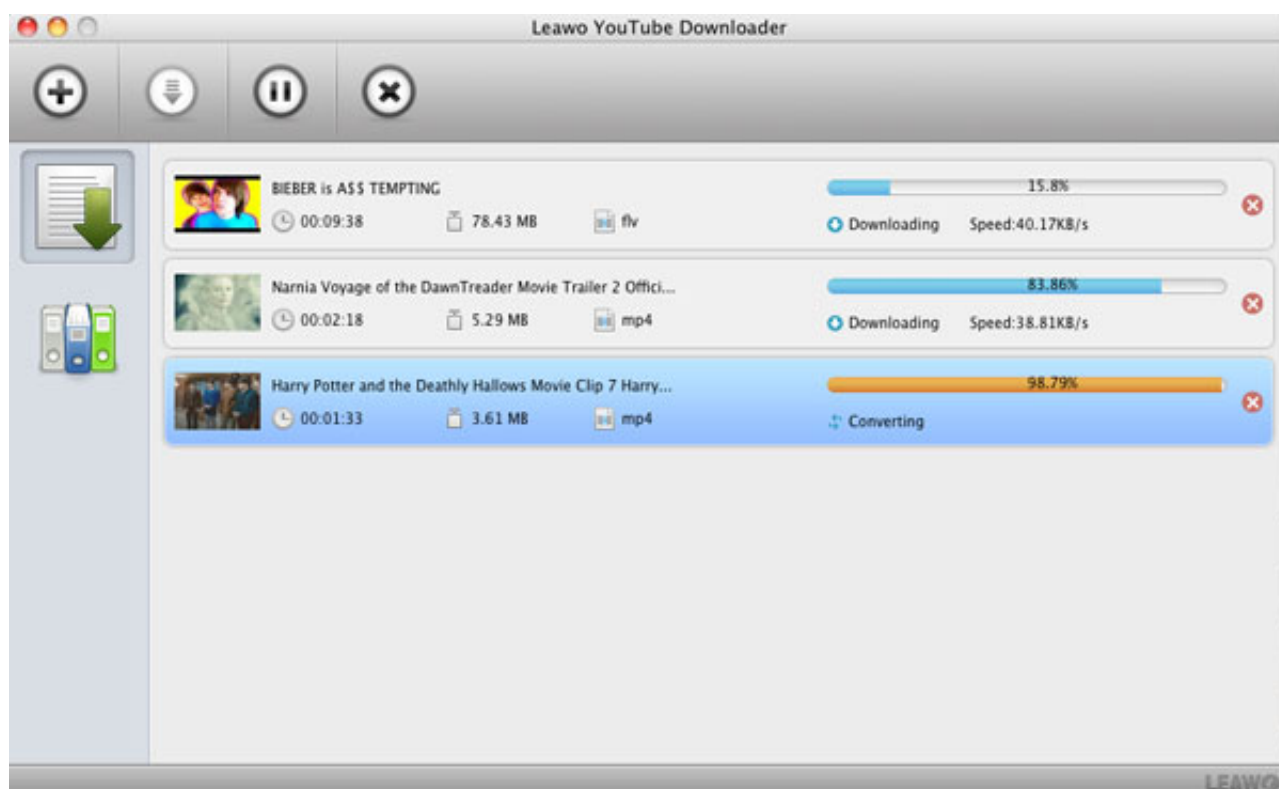 Leawo YouTube Downloader
BIEBER is A$$ TEMPTING
15.8%
00:09:38 78.43 MB flv Downloading Speed:40.17KB/s
Narnia Voyage of the DawnTreader Movie Trailer 2 Offici...
83.86%
00:02:18 5.29 MB mp4 Downloading Speed:38.81KB/s
Harry Potter and the Deathly Hallows Movie Clip 7 Harry...
98.79%
00:01:33 3.61 MB mp4 Converting
LEAWO